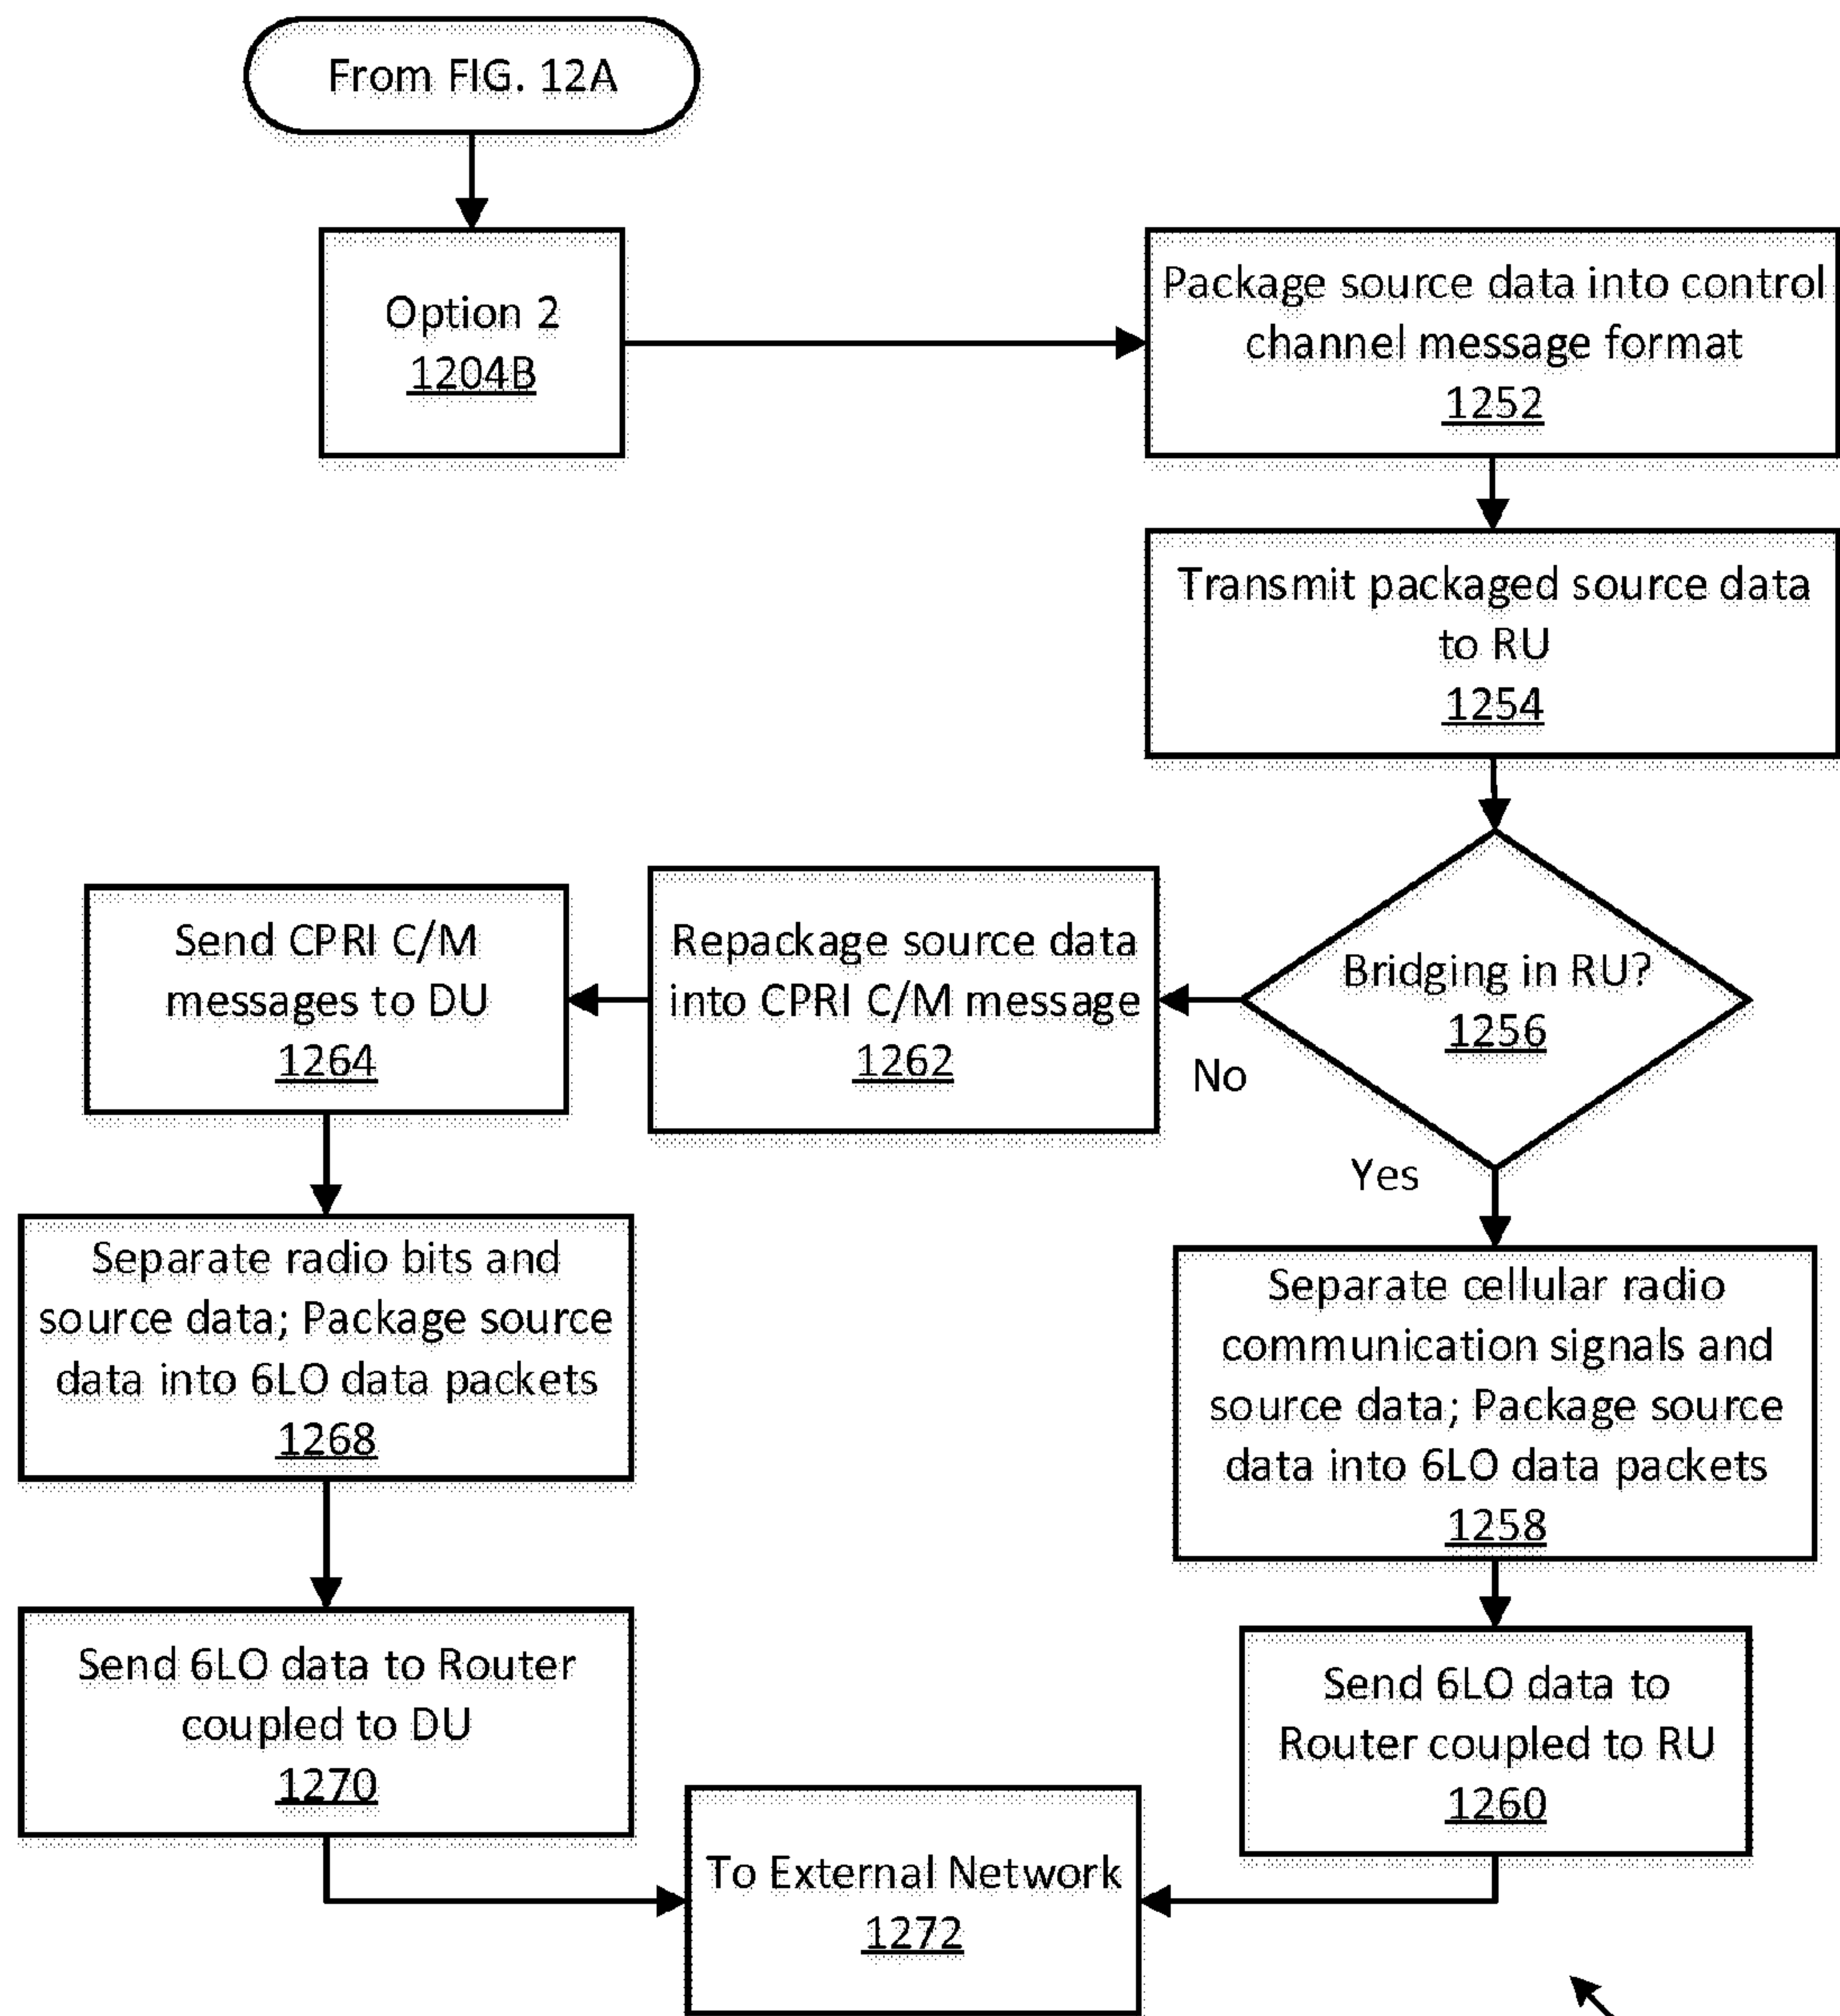 From FIG. 12A
Option 2
1204B
Package source data into control
channel message format
1252
Transmit packaged source data
to RU
1254
Bridging in RU?
1256
No
Yes
Repackage source data
into CPRI C/M message
1262
Send CPRI C/M
messages to DU
1264
Separate radio bits and
source data; Package source
data into 6LO data packets
1268
Send 6LO data to Router
coupled to DU
1270
Separate cellular radio
communication signals and
source data; Package source
data into 6LO data packets
1258
Send 6LO data to
Router coupled to RU
1260
To External Network
1272